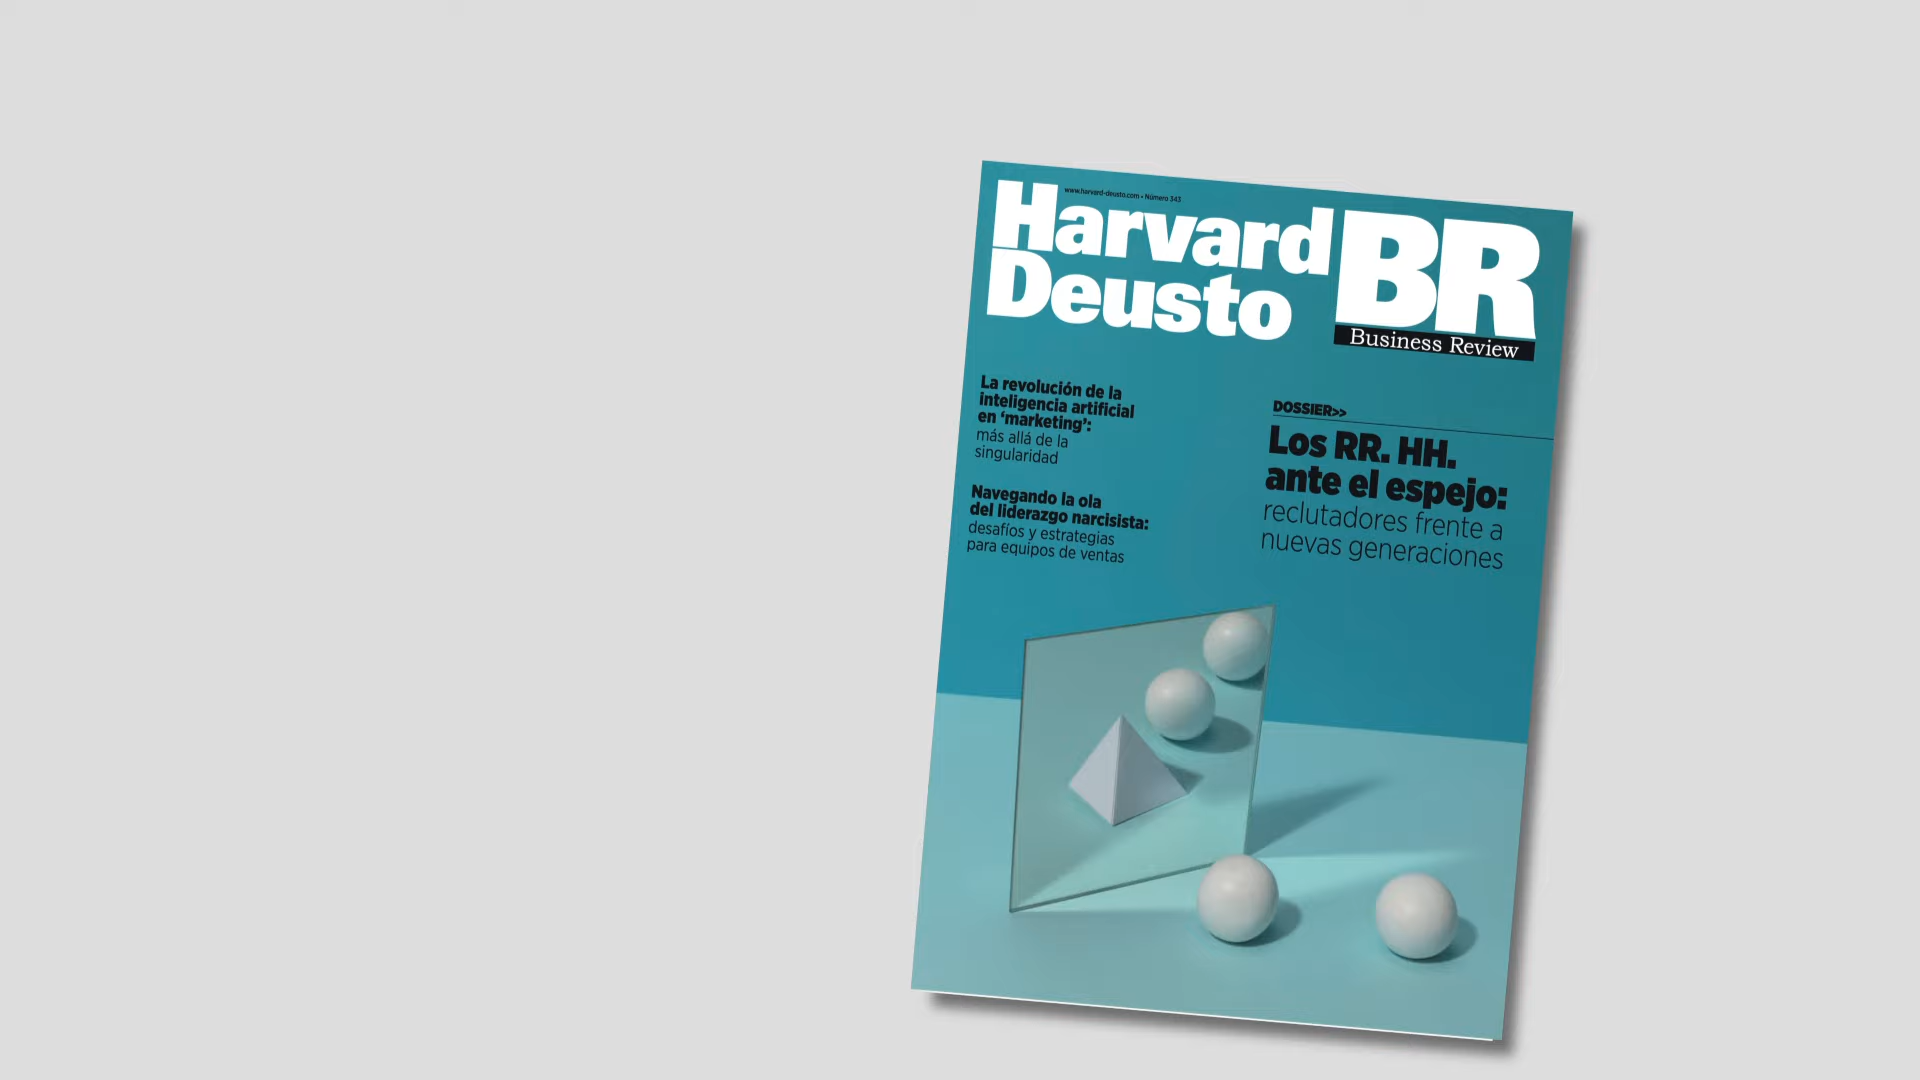 www.harvard-deusto.com • Número 343
Harvard
Deusto
BR
Business Review
La revolución de la
inteligencia artificial
en ‘marketing’:
más allá de la
singularidad
Navegando la ola
del liderazgo narcisista:
desafíos y estrategias
para equipos de ventas
DOSSIER>>
Los RR. HH.
ante el espejo:
reclutadores frente a
nuevas generaciones